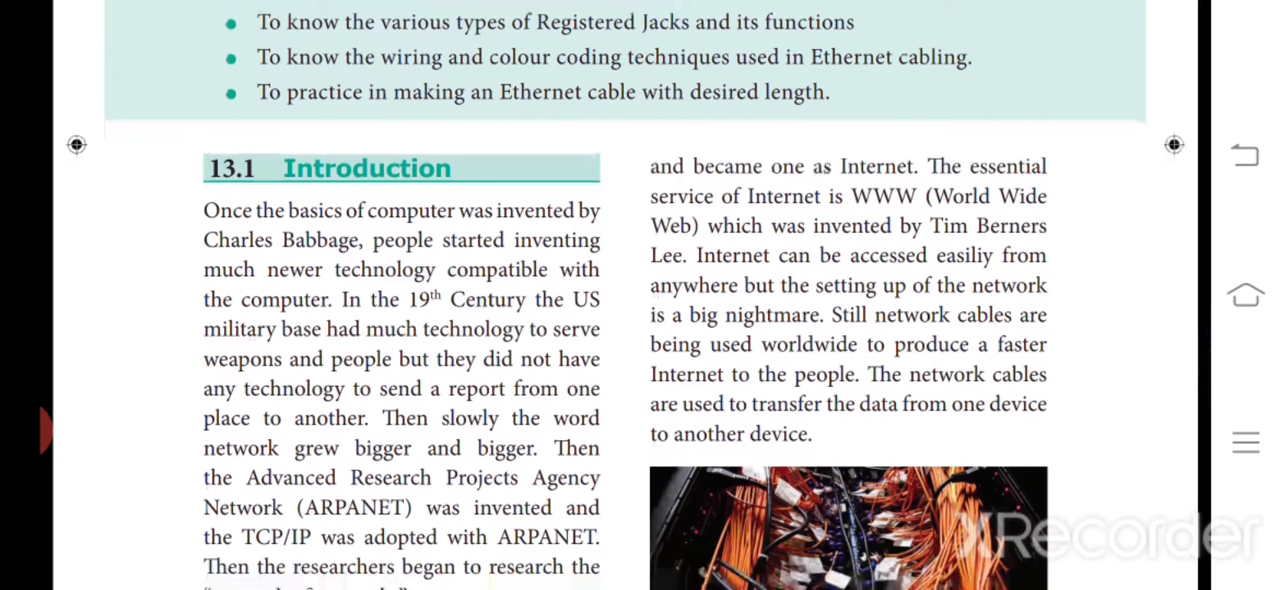 To know the various types of Registered Jacks and its functions
To know the wiring and colour coding techniques used in Ethernet cabling.
To practice in making an Ethernet cable with desired length.
13.1 Introduction
Once the basics of computer was invented by
Charles Babbage, people started inventing
much newer technology compatible with
the computer. In the 19th Century the US
military base had much technology to serve
weapons and people but they did not have
any technology to send a report from one
place to another. Then slowly the word
network grew bigger and bigger. Then
the Advanced Research Projects Agency
Network (ARPANET) was invented and
the TCP/IP was adopted with ARPANET.
Then the researchers began to research the
and became one as Internet. The essential
service of Internet is WWW (World Wide
Web) which was invented by Tim Berners
Lee. Internet can be accessed easiliy from
anywhere but the setting up of the network
is a big nightmare. Still network cables are
being used worldwide to produce a faster
Internet to the people. The network cables
are used to transfer the data from one device
to another device.
XRecorder